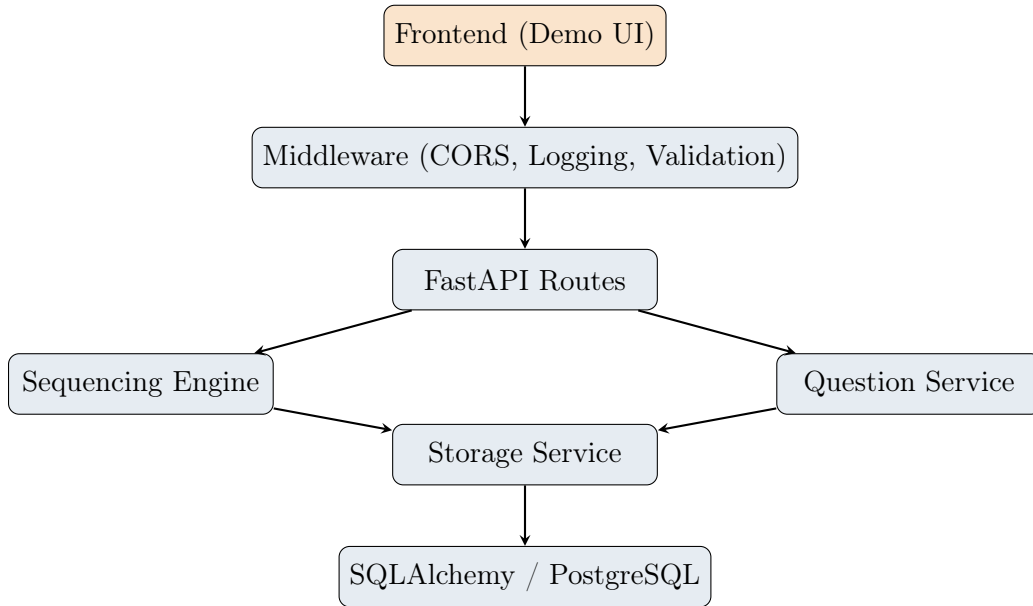 Frontend (Demo UI)
Middleware (CORS, Logging, Validation)
FastAPI Routes
Sequencing Engine
Question Service
Storage Service
SQLAlchemy / PostgreSQL